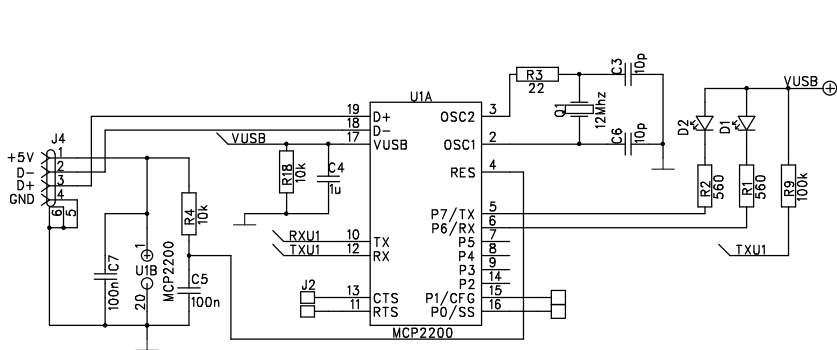 U1A
19
D+
18
D-
17
VUSB
VUSB
R18
10k
C4
1u
RXU1
10
TX
TXU1
12
RX
J2
13
CTS
11
RTS
MCP2200
OSC2
3
OSC1
2
RES
4
P7/TX
5
P6/RX
6
P5
7
P4
8
P3
9
P2
14
P1/CFG
15
P0/SS
16
R3
22
C3
10p
Q1
12Mhz
C6
10p
VUSB
D2
D1
R2
560
R1
560
R9
100k
TXU1
J4
+5V
1
D-
2
D+
3
GND
4
6
5
R4
10k
C7
100n
1
U1B
20
MCP2200
C5
100n